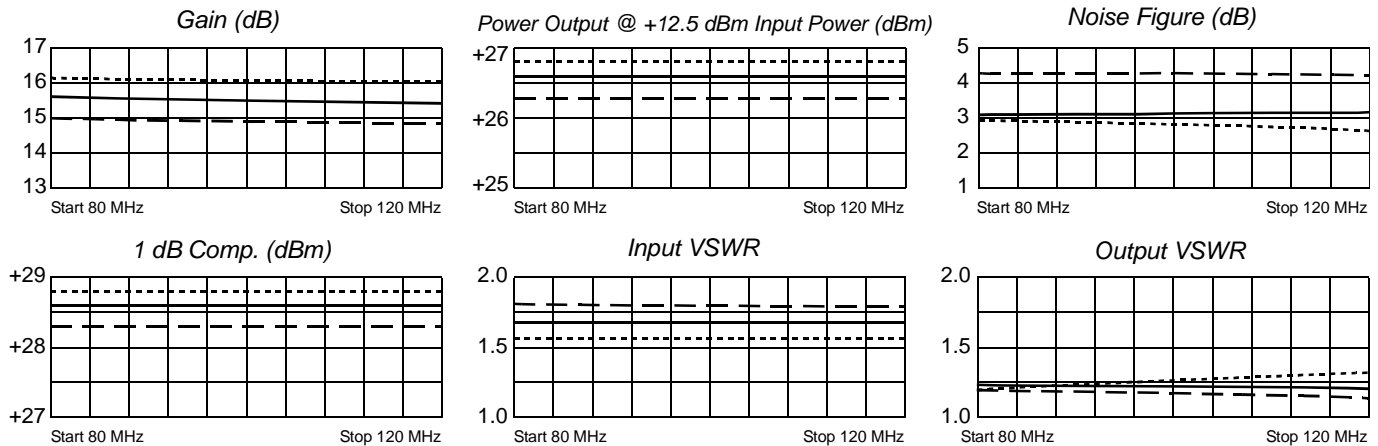 Gain (dB)
17
16
15
14
13
Start 80 MHz
Stop 120 MHz
Power Output @ +12.5 dBm Input Power (dBm)
+27
+26
+25
Start 80 MHz
Stop 120 MHz
Noise Figure (dB)
5
4
3
2
1
Start 80 MHz
Stop 120 MHz
1 dB Comp. (dBm)
+29
+28
+27
Start 80 MHz
Stop 120 MHz
Input VSWR
2.0
1.5
1.0
Start 80 MHz
Stop 120 MHz
Output VSWR
2.0
1.5
1.0
Start 80 MHz
Stop 120 MHz